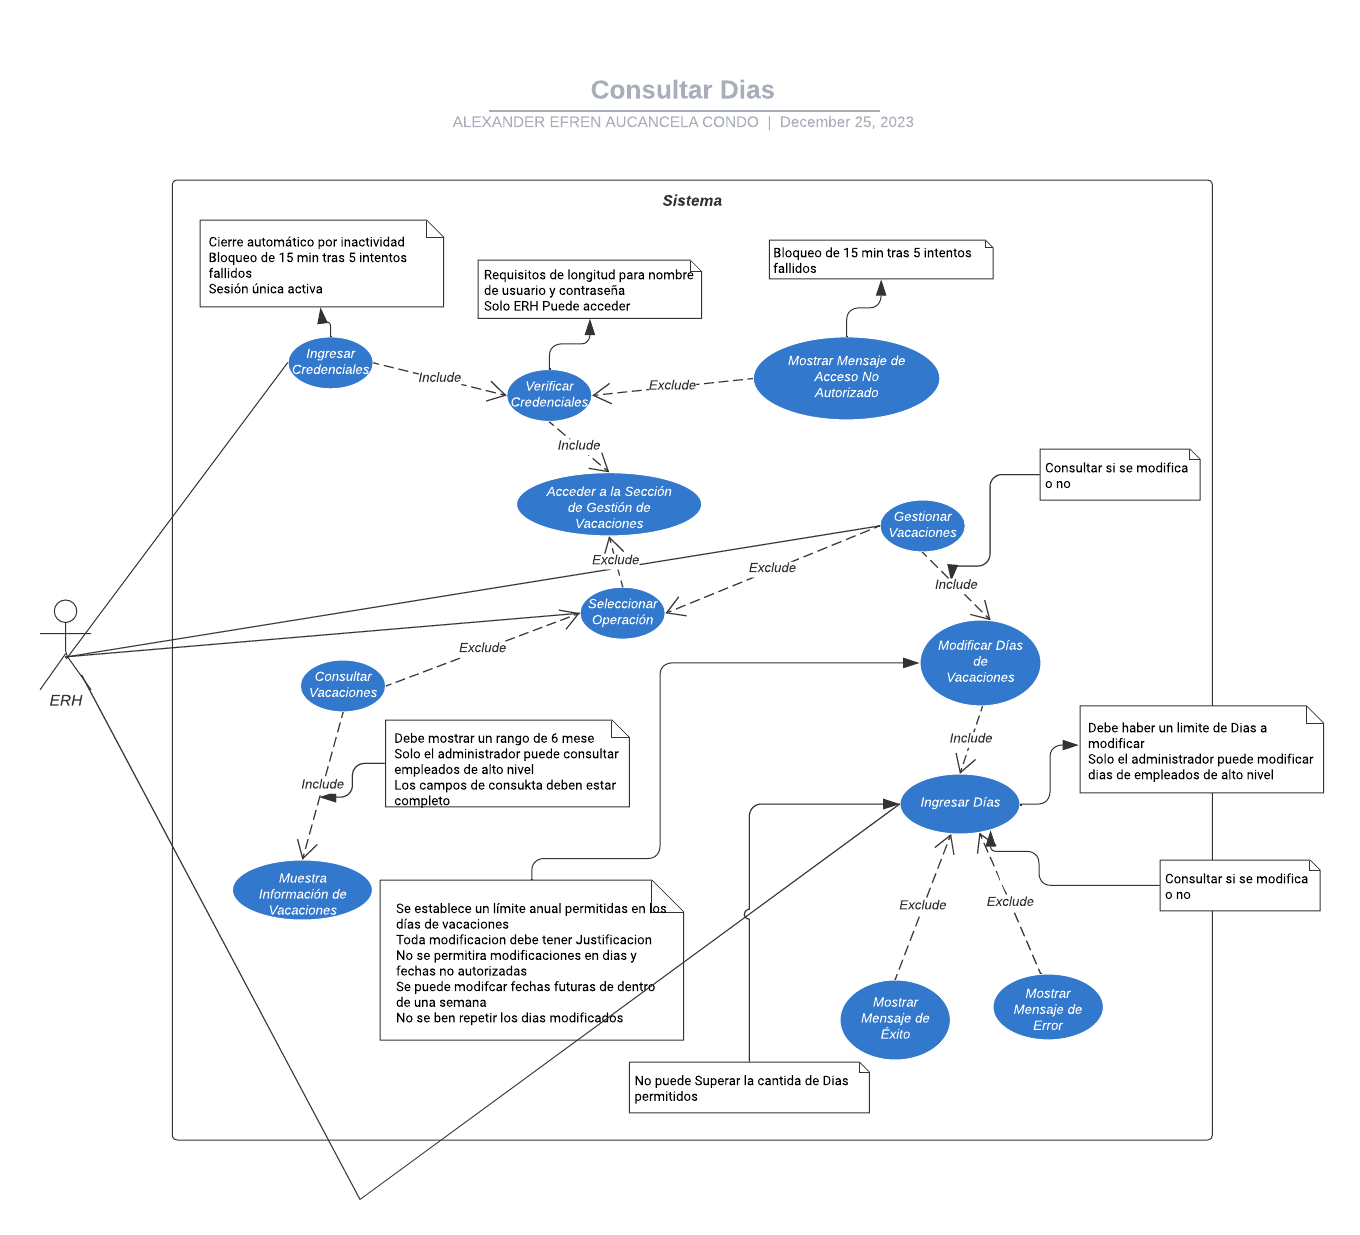 Consultar Dias
ALEXANDER EFREN AUCANCELA CONDO | December 25, 2023
Sistema
Cierre automático por inactividad
Bloqueo de 15 min tras 5 intentos
fallidos
Sesión única activa
Requisitos de longitud para nombre
de usuario y contraseña
Solo ERH Puede acceder
Bloqueo de 15 min tras 5 intentos
fallidos
Ingresar
Credenciales
Include
Verificar
Credenciales
Exclude
Mostrar Mensaje de
Acceso No
Autorizado
Include
Consultar si se modifica
o no
Acceder a la Sección
de Gestión de
Vacaciones
Gestionar
Vacaciones
Exclude
Exclude
Include
Seleccionar
Operación
Exclude
Modificar Días
de
Vacaciones
Consultar
Vacaciones
ERH
Debe mostrar un rango de 6 mese
Solo el administrador puede consultar
empleados de alto nivel
Los campos de consukta deben estar
completo
Include
Include
Debe haber un limite de Dias a
modificar
Solo el administrador puede modificar
dias de empleados de alto nivel
Ingresar Días
Muestra
Información de
Vacaciones
Consultar si se modifica
o no
Se establece un límite anual permitidas en los
días de vacaciones
Toda modificacion debe tener Justificacion
No se permitira modificaciones en dias y
fechas no autorizadas
Se puede modifcar fechas futuras de dentro
de una semana
No se ben repetir los dias modificados
Exclude
Exclude
Mostrar
Mensaje de
Éxito
Mostrar
Mensaje de
Error
No puede Superar la cantida de Dias
permitidos